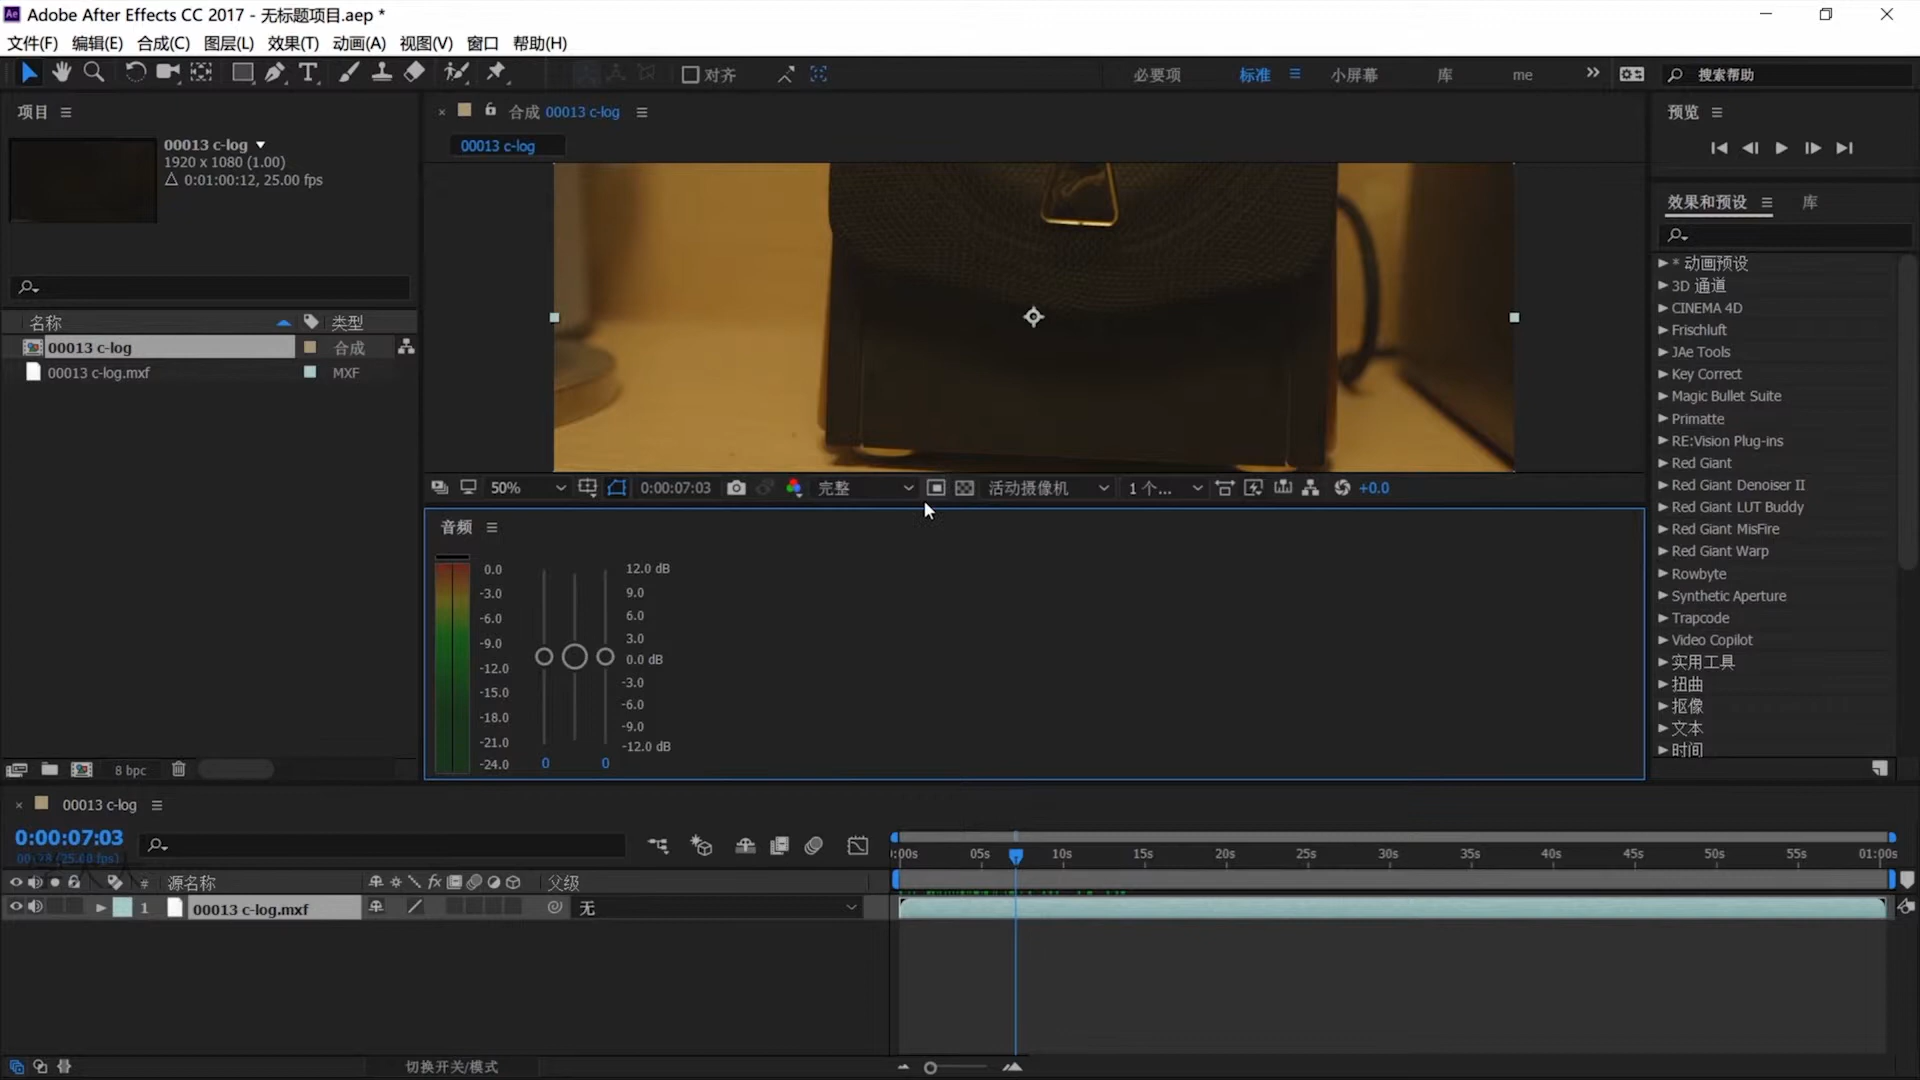 Adobe After Effects CC 2017 - 无标题项目.aep *
文件(F) 编辑(E) 合成(C) 图层(L) 效果(T) 动画(A) 视图(V) 窗口 帮助(H)
对齐 必要项 标准 小屏幕 库 me 搜索帮助
项目
00013 c-log
1920 x 1080 (1.00)
Δ 0:01:00:12, 25.00 fps
名称 类型
00013 c-log 合成
00013 c-log.mxf MXF
8 bpc
合成 00013 c-log
00013 c-log
50% 0:00:07:03 完整 活动摄像机 1 个... +0.0
音频
0.0
-3.0
-6.0
-9.0
-12.0
-15.0
-18.0
-21.0
-24.0
12.0 dB
9.0
6.0
3.0
0.0 dB
-3.0
-6.0
-9.0
-12.0 dB
0 0
预览
效果和预设 库
* 动画预设
3D 通道
CINEMA 4D
Frischluft
JAe Tools
Key Correct
Magic Bullet Suite
Primatte
RE:Vision Plug-ins
Red Giant
Red Giant Denoiser II
Red Giant LUT Buddy
Red Giant MisFire
Red Giant Warp
Rowbyte
Synthetic Aperture
Trapcode
Video Copilot
实用工具
扭曲
抠像
文本
时间
00013 c-log
0:00:07:03
:00s 05s 10s 15s 20s 25s 30s 35s 40s 45s 50s 55s 01:00s
# 源名称 fx 父级
1 00013 c-log.mxf 无
切换开关/模式